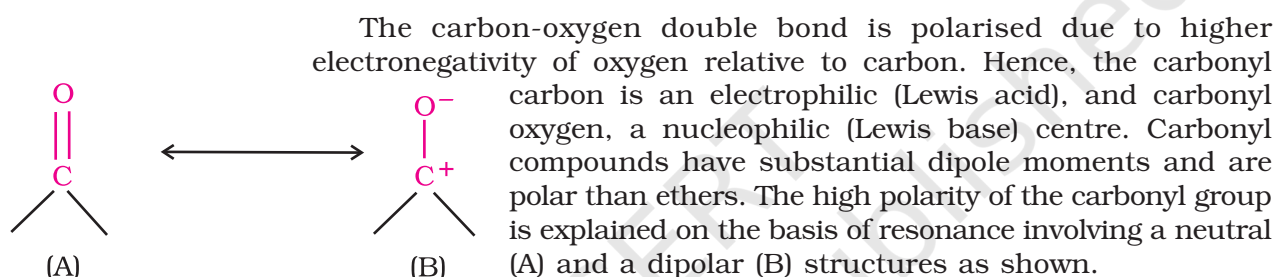 The carbon-oxygen double bond is polarised due to higher
electronegativity of oxygen relative to carbon. Hence, the carbonyl
carbon is an electrophilic (Lewis acid), and carbonyl
oxygen, a nucleophilic (Lewis base) centre. Carbonyl
compounds have substantial dipole moments and are
polar than ethers. The high polarity of the carbonyl group
is explained on the basis of resonance involving a neutral
(A) and a dipolar (B) structures as shown.
O
C
(A)
O−
C+
(B)